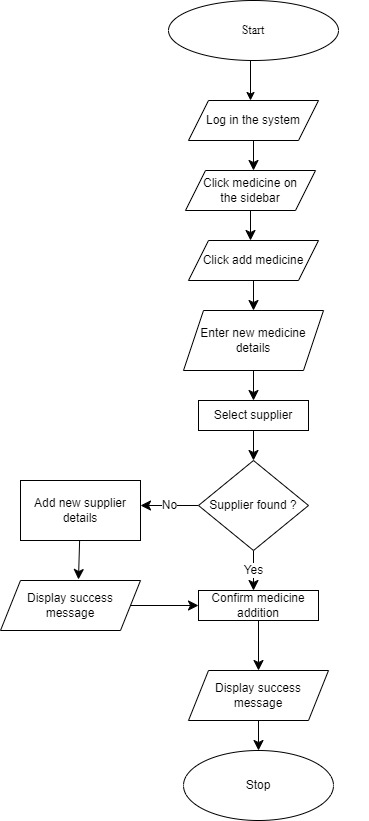 Start
Log in the system
Click medicine on
the sidebar
Click add medicine
Enter new medicine
details
Select supplier
Supplier found ?
No
Add new supplier
details
Display success
message
Yes
Confirm medicine
addition
Display success
message
Stop